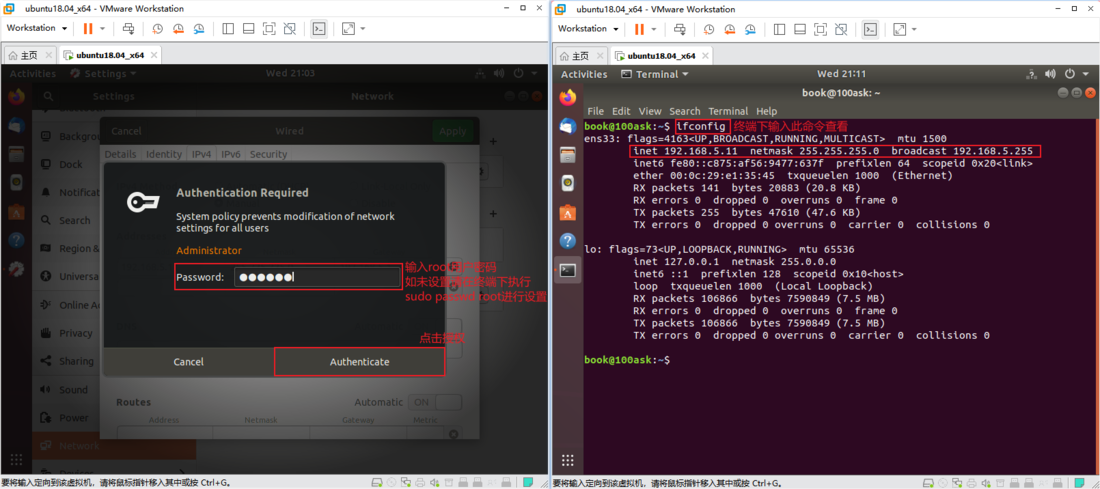 ubuntu18.04_x64 - VMware Workstation
Workstation
主页
ubuntu18.04_x64
Activities
Settings
Wed 21:03
Settings
Network
Cancel
Wired
Apply
Details
Identity
IPv4
IPv6
Security
Dock
Search
Region &
Online Ac
Privacy
Sharing
Sound
Power
Network
Authentication Required
System policy prevents modification of network
settings for all users
Administrator
Password:
输入root用户密码
如未设置请在终端下执行
sudo passwd root进行设置
点击授权
Cancel
Authenticate
Routes
Automatic
ON
Address
Netmask
Gateway
Metric
要将输入定向到该虚拟机，请将鼠标指针移入其中或按 Ctrl+G。
ubuntu18.04_x64 - VMware Workstation
Workstation
主页
ubuntu18.04_x64
Activities
Terminal
Wed 21:11
book@100ask: ~
File Edit View Search Terminal Help
book@100ask:~$ ifconfig 终端下输入此命令查看
ens33: flags=4163<UP,BROADCAST,RUNNING,MULTICAST> mtu 1500
inet 192.168.5.11 netmask 255.255.255.0 broadcast 192.168.5.255
inet6 fe80::c875:af56:9477:637f prefixlen 64 scopeid 0x20<link>
ether 00:0c:29:e1:35:45 txqueuelen 1000 (Ethernet)
RX packets 141 bytes 20883 (20.8 KB)
RX errors 0 dropped 0 overruns 0 frame 0
TX packets 255 bytes 47610 (47.6 KB)
TX errors 0 dropped 0 overruns 0 carrier 0 collisions 0
lo: flags=73<UP,LOOPBACK,RUNNING> mtu 65536
inet 127.0.0.1 netmask 255.0.0.0
inet6 ::1 prefixlen 128 scopeid 0x10<host>
loop txqueuelen 1000 (Local Loopback)
RX packets 106866 bytes 7590849 (7.5 MB)
RX errors 0 dropped 0 overruns 0 frame 0
TX packets 106866 bytes 7590849 (7.5 MB)
TX errors 0 dropped 0 overruns 0 carrier 0 collisions 0
book@100ask:~$
要将输入定向到该虚拟机，请将鼠标指针移入其中或按 Ctrl+G。